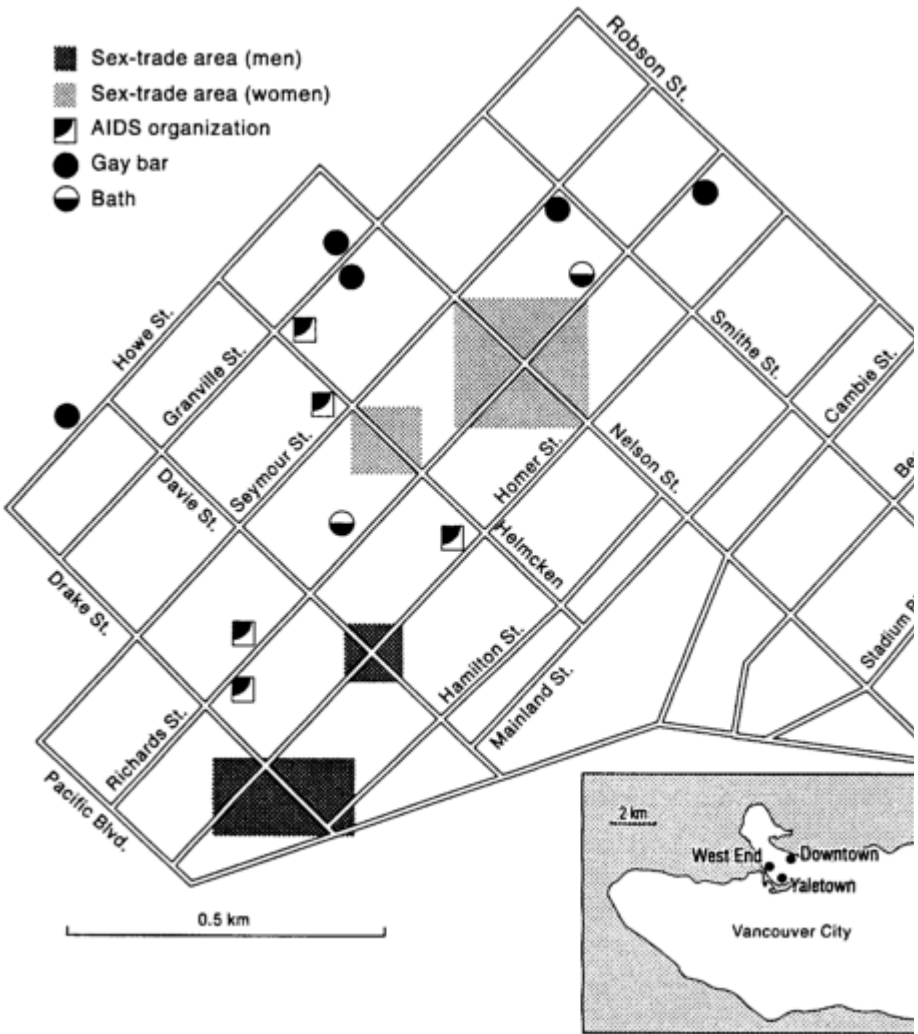 Sex-trade area (men)
Sex-trade area (women)
AIDS organization
Gay bar
Bath
Robson St.
Howe St.
Granville St.
Smithe St.
Cambie St.
Davie St.
Seymour St.
Homer St.
Nelson St.
Drake St.
Helmcken
Hamilton St.
Mainland St.
Richards St.
Pacific Blvd.
0.5 km
2 km
West End
Downtown
Yaletown
Vancouver City
Stadium